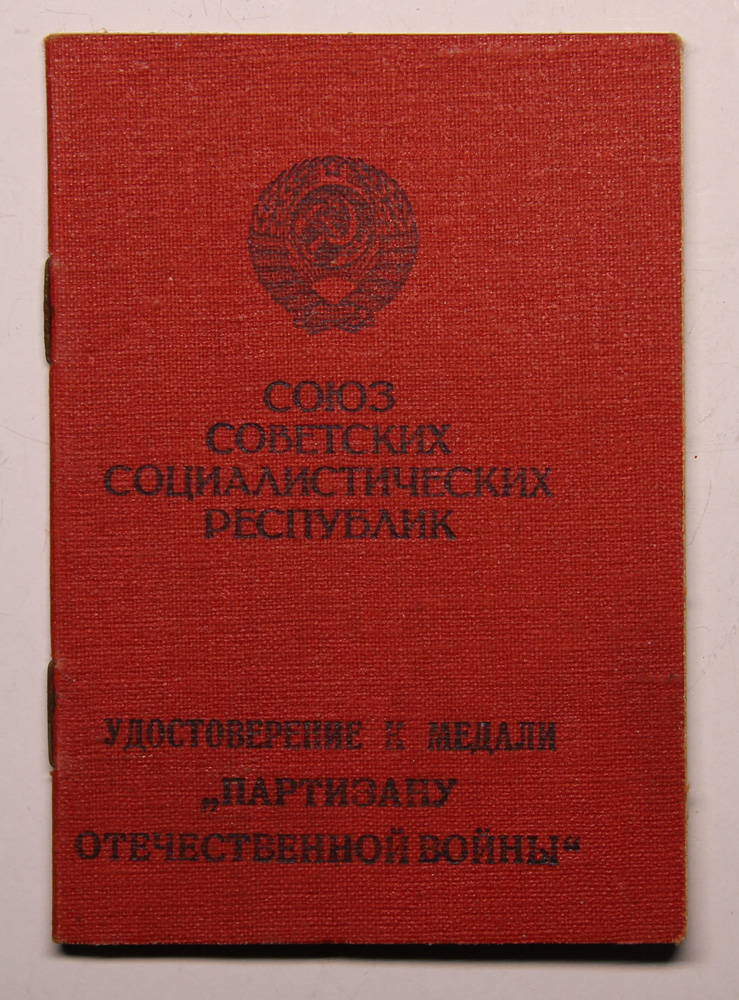 СОЮЗ
СОВЕТСКИХ
СОЦИАЛИСТИЧЕСКИХ
РЕСПУБЛИК
УДОСТОВЕРЕНИЕ К МЕДАЛИ
„ПАРТИЗАНУ
ОТЕЧЕСТВЕННОЙ ВОЙНЫ“